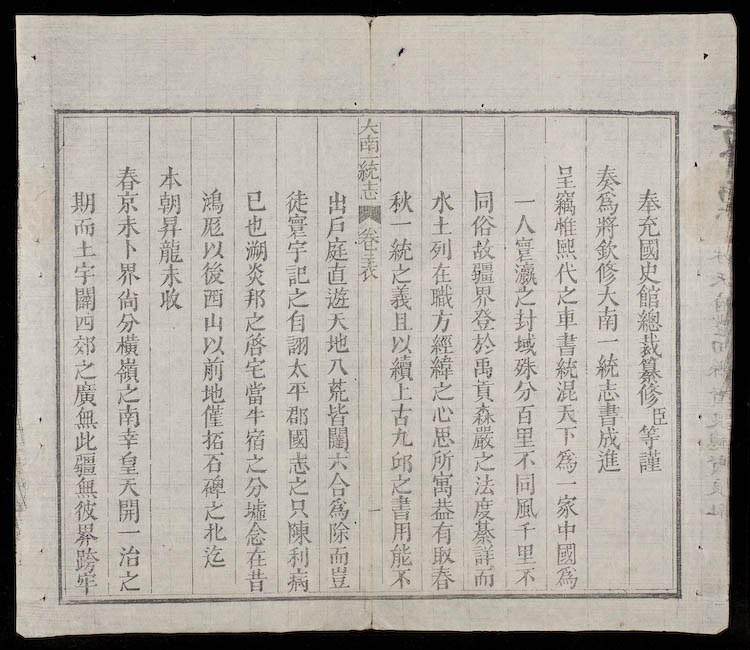 奉充國史館總裁纂修臣等謹
奏爲將欽修大南一統志書成進
呈竊惟熙代之車書統混天下爲一家中國爲
一人寰瀛之封域殊分百里不同風千里不
同俗故疆界登於禹貢森嚴之法度綦詳而
水土列在職方經緯之心思所寓葢有取春
秋一統之義且以續上古九邱之書用能不
大南一統志 卷之表 一
出戶庭直遊天地八荒皆闥六合爲除而豈
徒寰宇記之自詡太平郡國志之只陳利病
已也溯炎邦之啓宅當牛宿之分墟念在昔
鴻厖以後西山以前地僅拓石碑之北迄
本朝昇龍未收
春京未卜界尙分橫嶺之南幸皇天開一治之
期而土宇闢西郊之廣無此疆無彼界跨牢